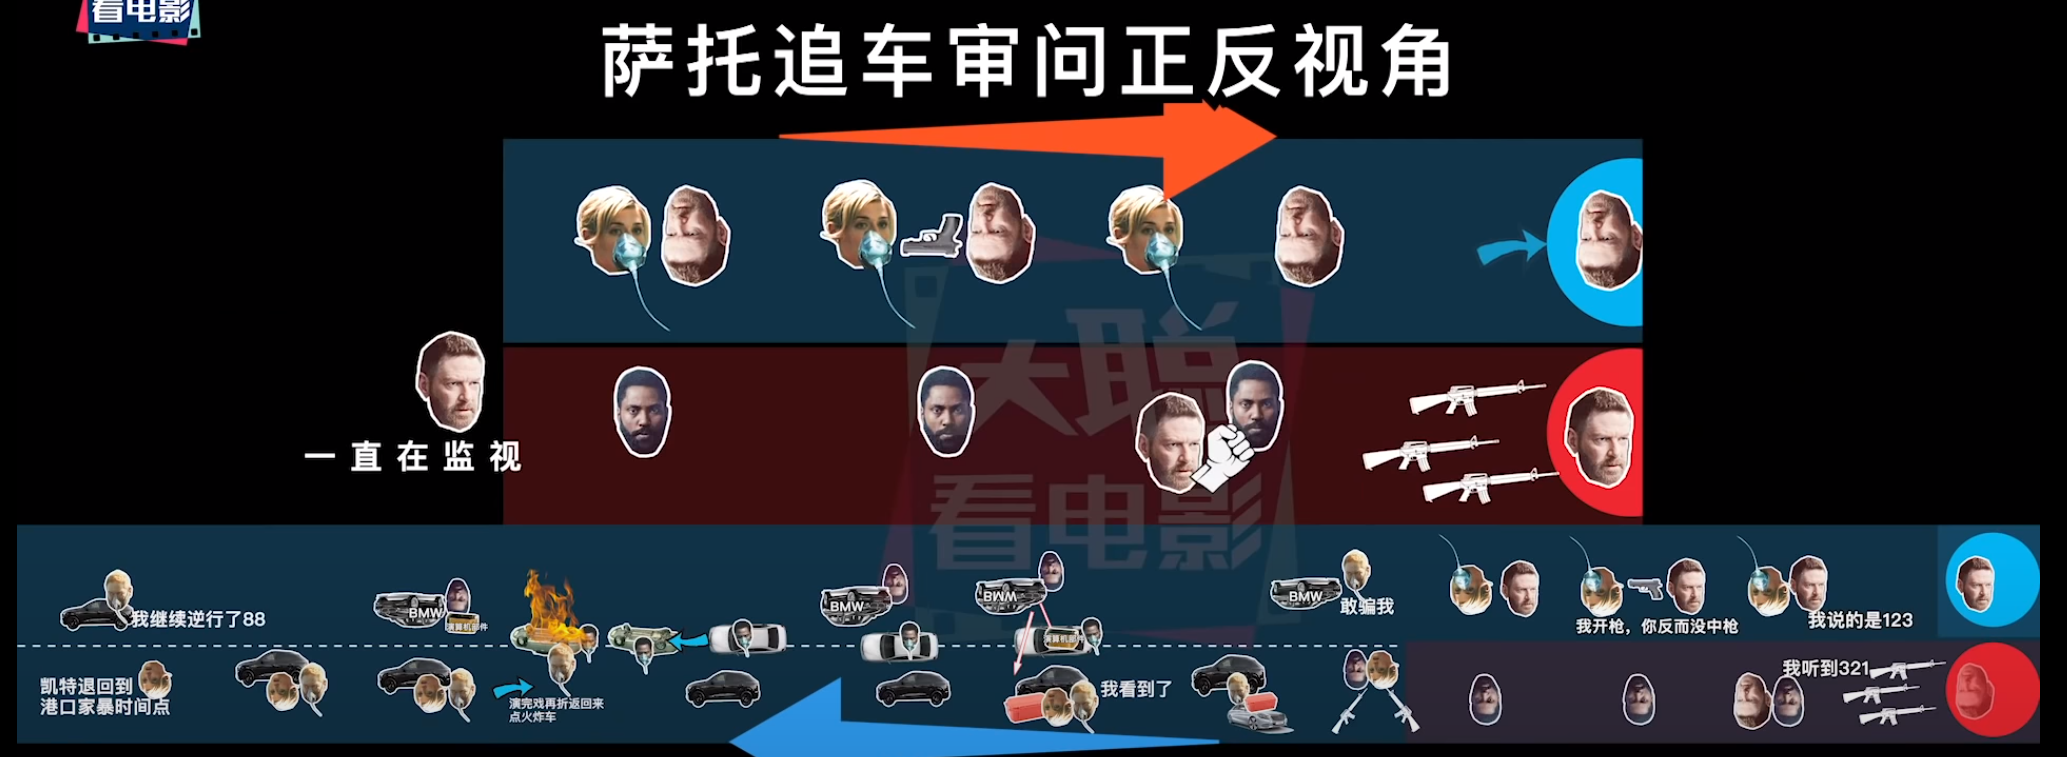 看电影
萨托追车审问正反视角
大聪
看电影
一直在监视
我继续逆行了88
BMW
演算机部件
BMW
BMW
演算机部件
BMW
敢骗我
我开枪，你反而没中枪
我说的是123
凯特退回到
港口家暴时间点
演完戏再折返回来
点火炸车
我看到了
我听到321